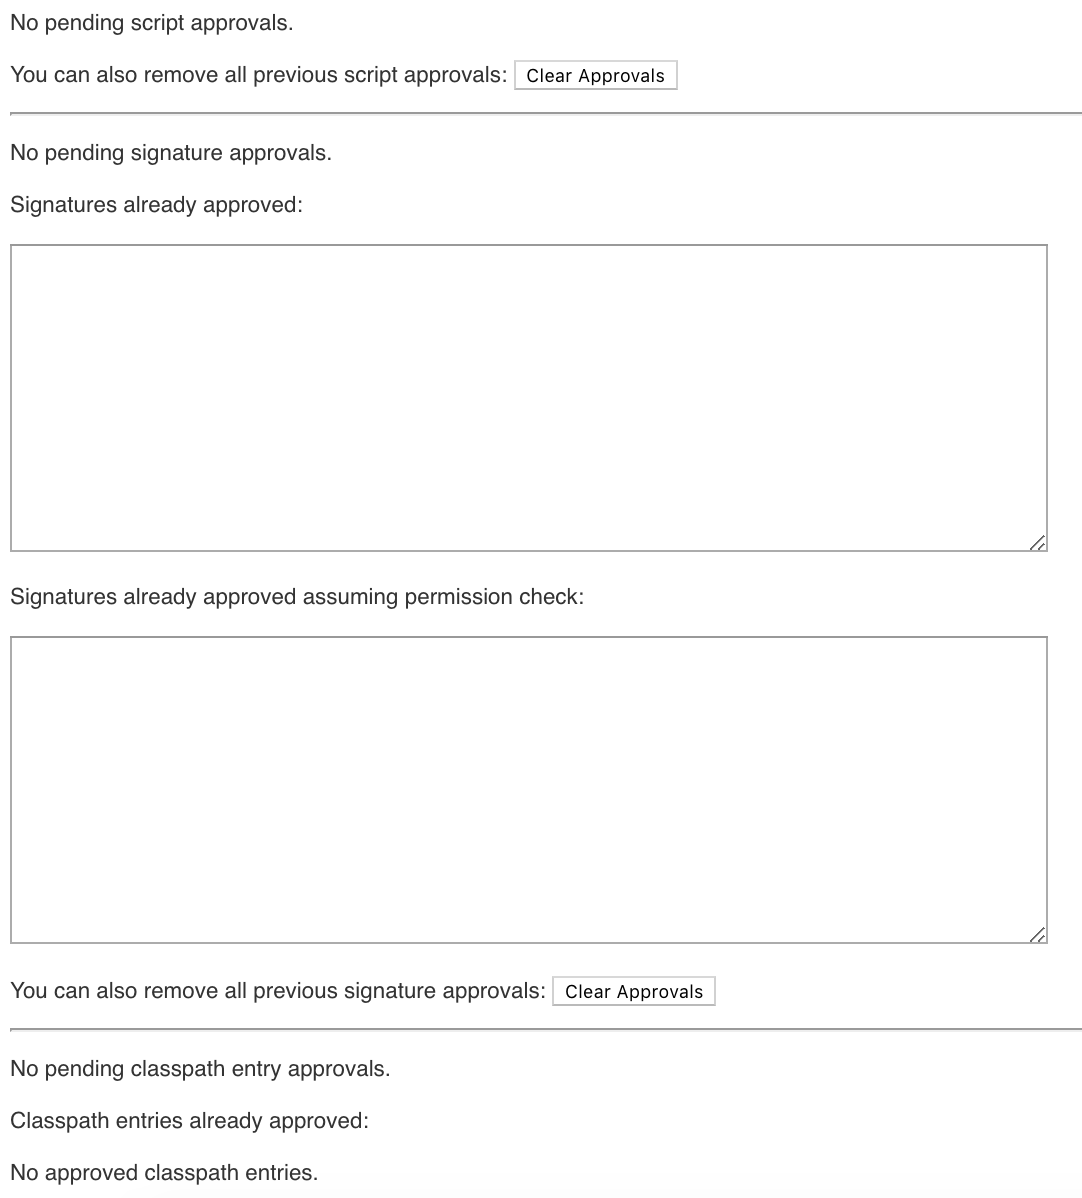 No pending script approvals.
You can also remove all previous script approvals: Clear Approvals
No pending signature approvals.
Signatures already approved:
Signatures already approved assuming permission check:
You can also remove all previous signature approvals: Clear Approvals
No pending classpath entry approvals.
Classpath entries already approved:
No approved classpath entries.